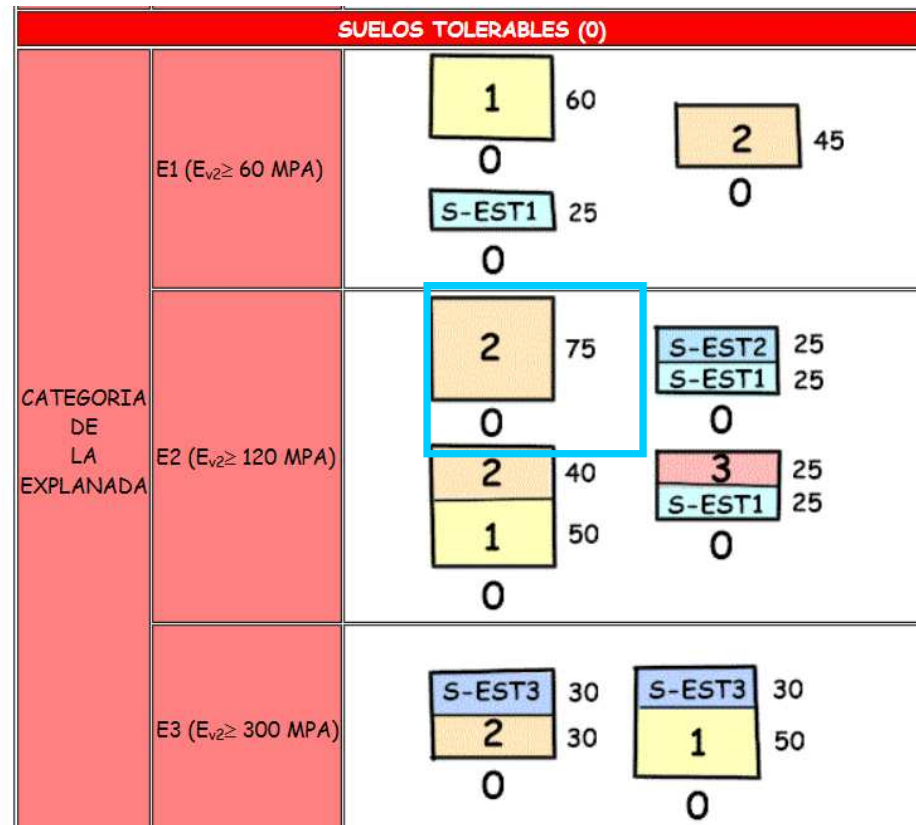 SUELOS TOLERABLES (0)
CATEGORIA
DE
LA
EXPLANADA
E1 (Ev2≥ 60 MPA)
1 60
0
2 45
0
S-EST1 25
0
E2 (Ev2≥ 120 MPA)
2 75
0
S-EST2 25
S-EST1 25
0
2 40
1 50
0
3 25
S-EST1 25
0
E3 (Ev2≥ 300 MPA)
S-EST3 30
2 30
0
S-EST3 30
1 50
0